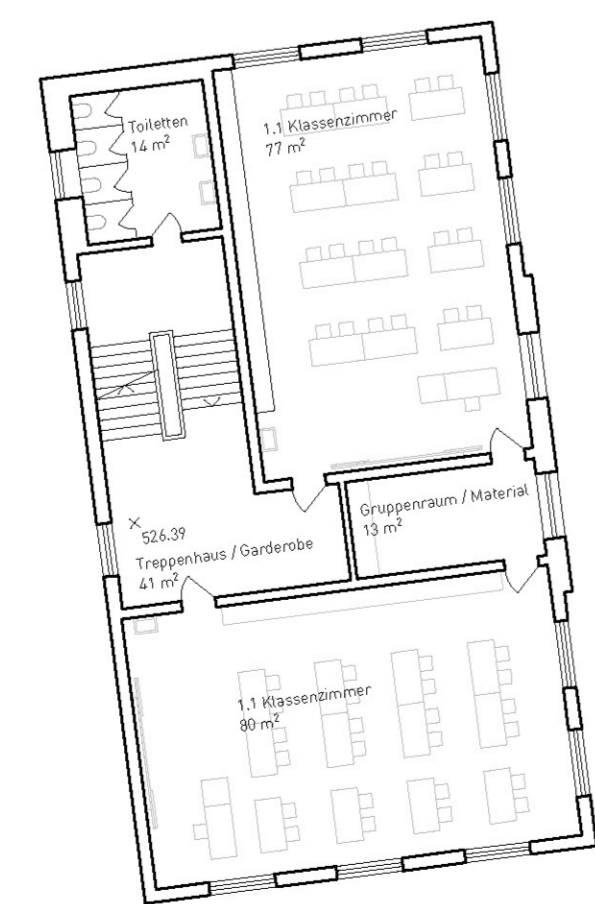 Toiletten
14 m²
1.1 Klassenzimmer
77 m²
Gruppenraum / Material
13 m²
526.39
Treppenhaus / Garderobe
41 m²
1.1 Klassenzimmer
80 m²